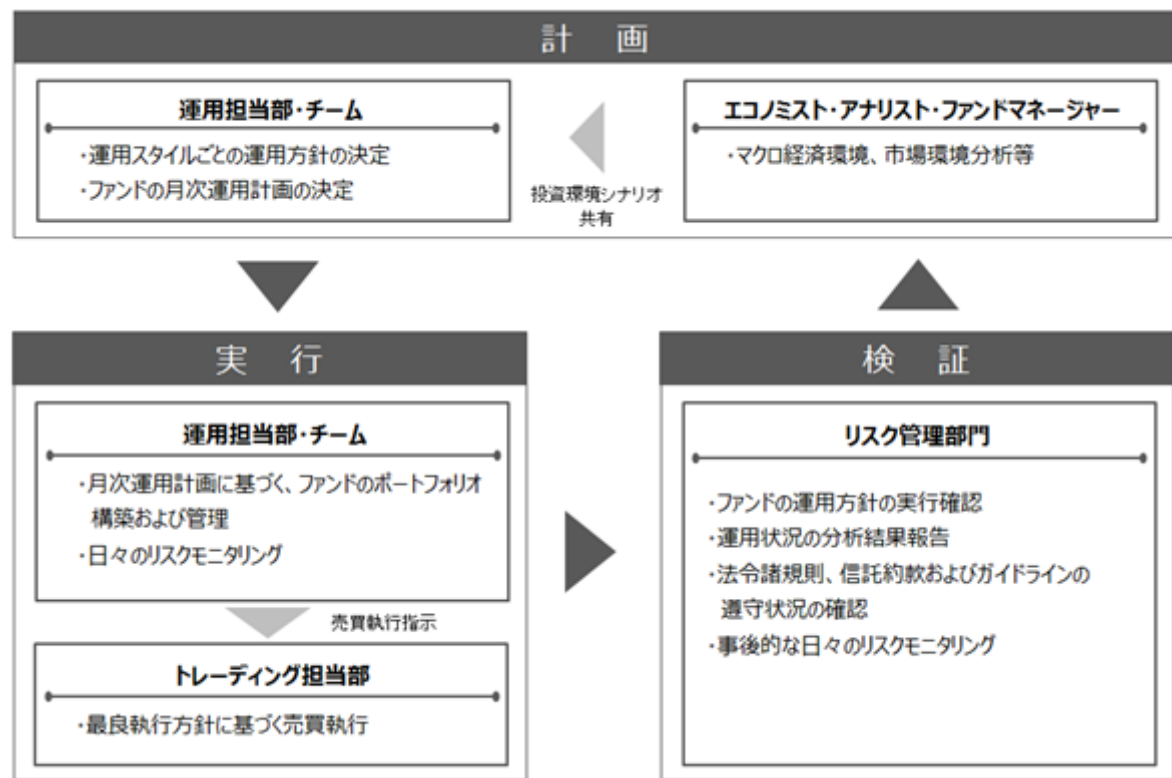 計 画
運用担当部・チーム
・運用スタイルごとの運用方針の決定
・ファンドの月次運用計画の決定
投資環境シナリオ
共有
エコノミスト・アナリスト・ファンドマネージャー
・マクロ経済環境、市場環境分析等
実 行
運用担当部・チーム
・月次運用計画に基づく、ファンドのポートフォリオ
構築および管理
・日々のリスクモニタリング
売買執行指示
トレーディング担当部
・最良執行方針に基づく売買執行
検 証
リスク管理部門
・ファンドの運用方針の実行確認
・運用状況の分析結果報告
・法令諸規則、信託約款およびガイドラインの
遵守状況の確認
・事後的な日々のリスクモニタリング